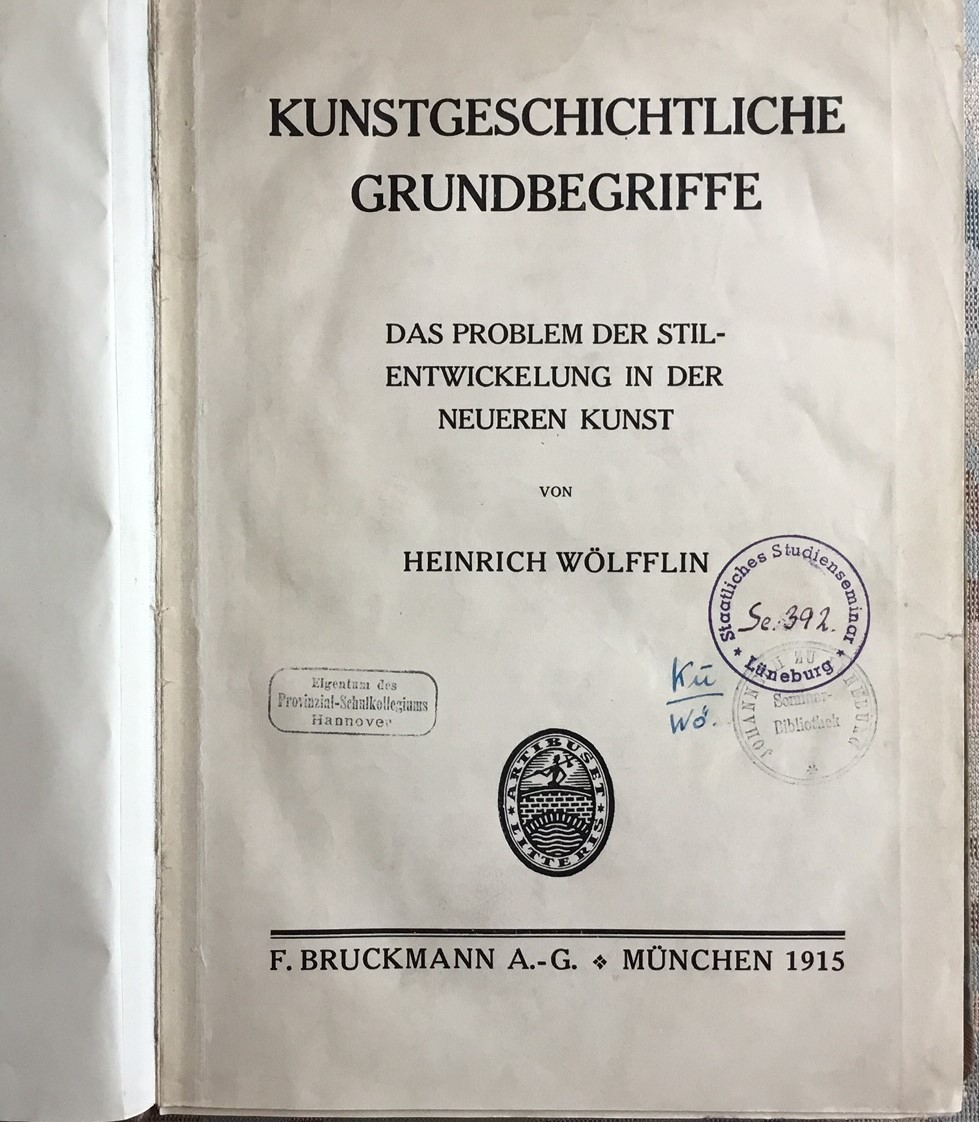 KUNSTGESCHICHTLICHE
GRUNDBEGRIFFE
DAS PROBLEM DER STIL-
ENTWICKELUNG IN DER
NEUEREN KUNST
VON
HEINRICH WÖLFFLIN
Staatliches Studienseminar
Se. 392.
* Lüneburg *
Eigentum des
Provinzial-Schulkollegiums
Hannover
Kü
Wö.
ZU
Seminar-
Bibliothek
ARTIBUS ET
* LITTERIS *
F. BRUCKMANN A.-G. ❖ MÜNCHEN 1915